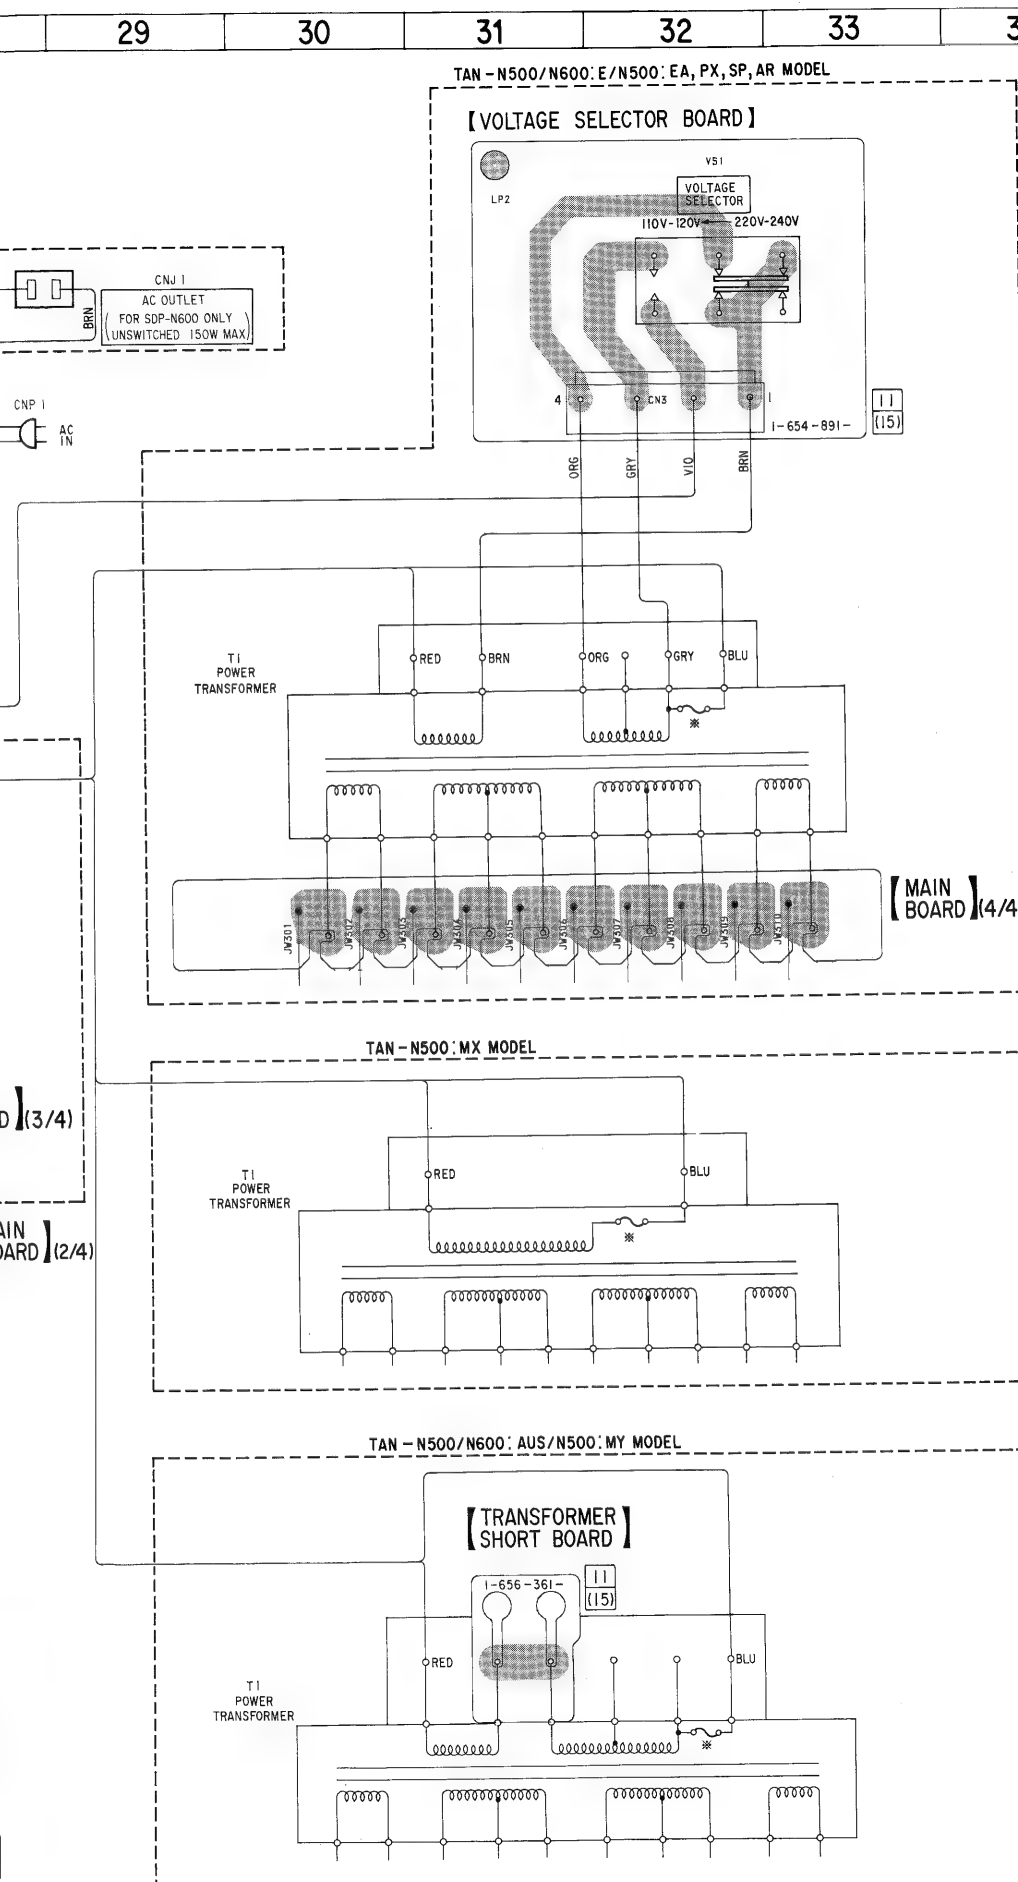 29 30 31 32 33
TAN-N500/N600:E/N500:EA, PX, SP, AR MODEL
【VOLTAGE SELECTOR BOARD】
LP2
VS1
VOLTAGE
SELECTOR
110V-120V 220V-240V
4 CN3 1
1-654-891-
11
(15)
ORG GRY VIO BRN
CNJ 1
AC OUTLET
FOR SDP-N600 ONLY
UNSWITCHED 150W MAX
BRN
CNP 1
AC
IN
T1
POWER
TRANSFORMER
RED BRN ORG GRY BLU
※
JW301 JW302 JW303 JW304 JW305 JW306 JW307 JW308 JW309 JW310
【MAIN
BOARD】(4/4
TAN-N500:MX MODEL
D】(3/4)
T1
POWER
TRANSFORMER
RED BLU
※
AIN
OARD】(2/4)
TAN-N500/N600:AUS/N500:MY MODEL
【TRANSFORMER
SHORT BOARD】
1-656-361-
11
(15)
T1
POWER
TRANSFORMER
RED BLU
※